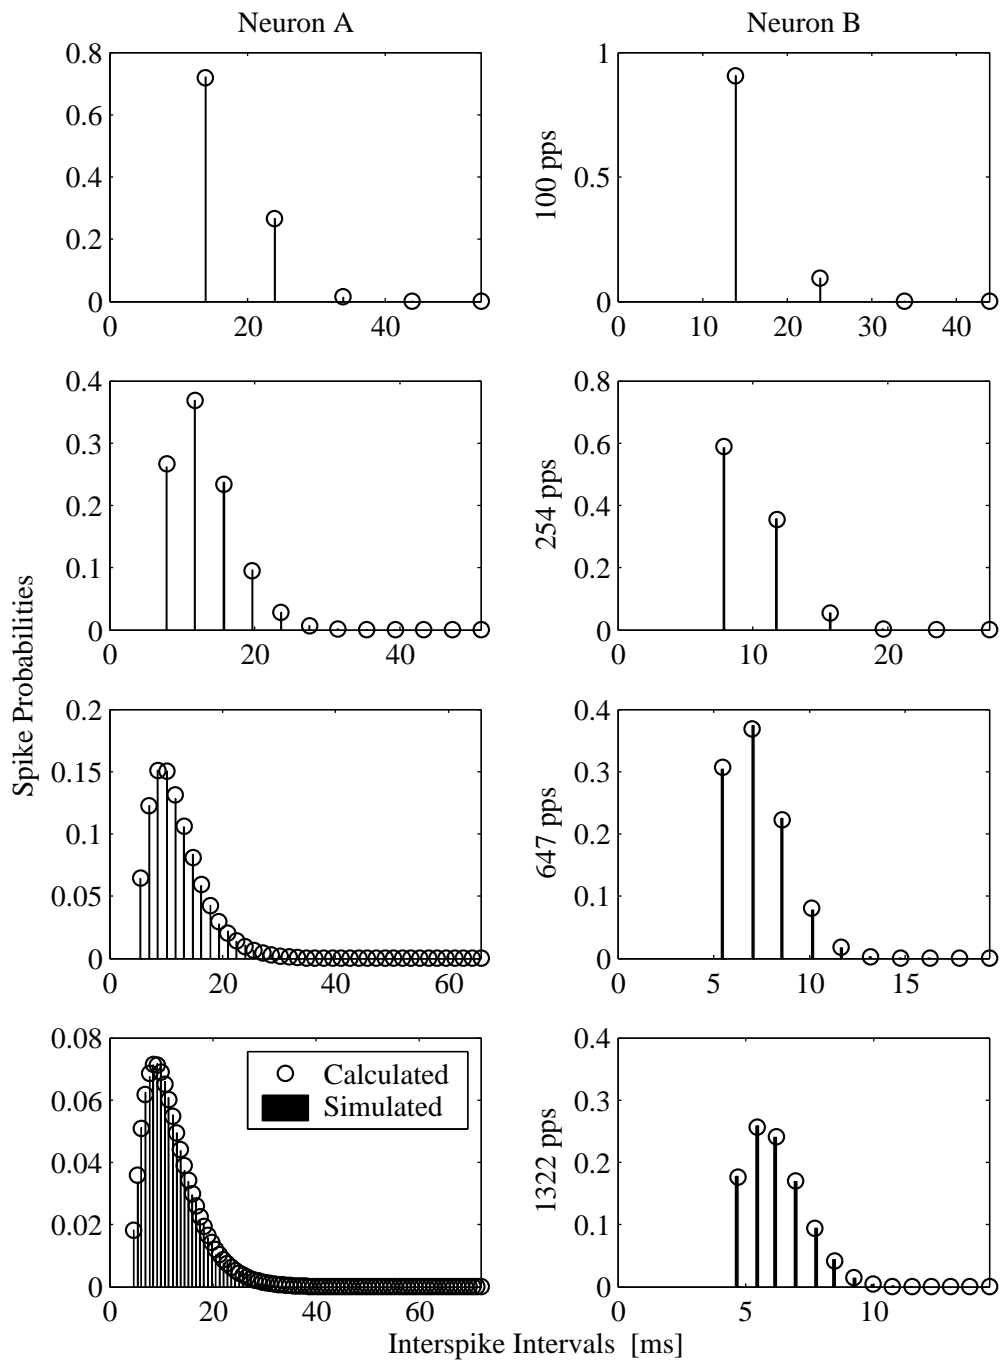 Neuron A
Neuron B
0.8
0.6
0.4
0.2
0
0 20 40
100 pps
1
0.5
0
0 10 20 30 40
0.4
0.3
0.2
0.1
0
0 20 40
254 pps
0.8
0.6
0.4
0.2
0
0 10 20
Spike Probabilities
0.2
0.15
0.1
0.05
0
0 20 40 60
647 pps
0.4
0.3
0.2
0.1
0
0 5 10 15
0.08
0.06
0.04
0.02
0
0 20 40 60
Calculated
Simulated
1322 pps
0.4
0.3
0.2
0.1
0
0 5 10
Interspike Intervals [ms]